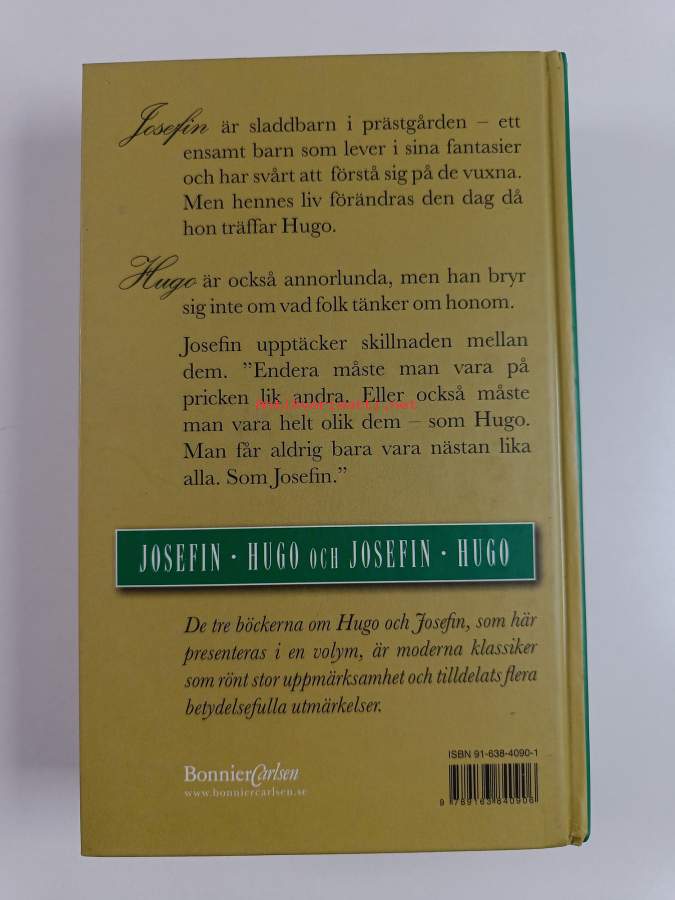 Josefin är sladdbarn i prästgården – ett
ensamt barn som lever i sina fantasier
och har svårt att förstå sig på de vuxna.
Men hennes liv förändras den dag då
hon träffar Hugo.
Hugo är också annorlunda, men han bryr
sig inte om vad folk tänker om honom.
Josefin upptäcker skillnaden mellan
dem. ”Endera måste man vara på
pricken lik andra. Eller också måste
man vara helt olik dem – som Hugo.
Man får aldrig bara vara nästan lika
alla. Som Josefin.”
JOSEFIN · HUGO OCH JOSEFIN · HUGO
De tre böckerna om Hugo och Josefin, som här
presenteras i en volym, är moderna klassiker
som rönt stor uppmärksamhet och tilldelats flera
betydelsefulla utmärkelser.
ISBN 91-638-4090-1
BonnierCarlsen
www.bonniercarlsen.se
9 789163 840906